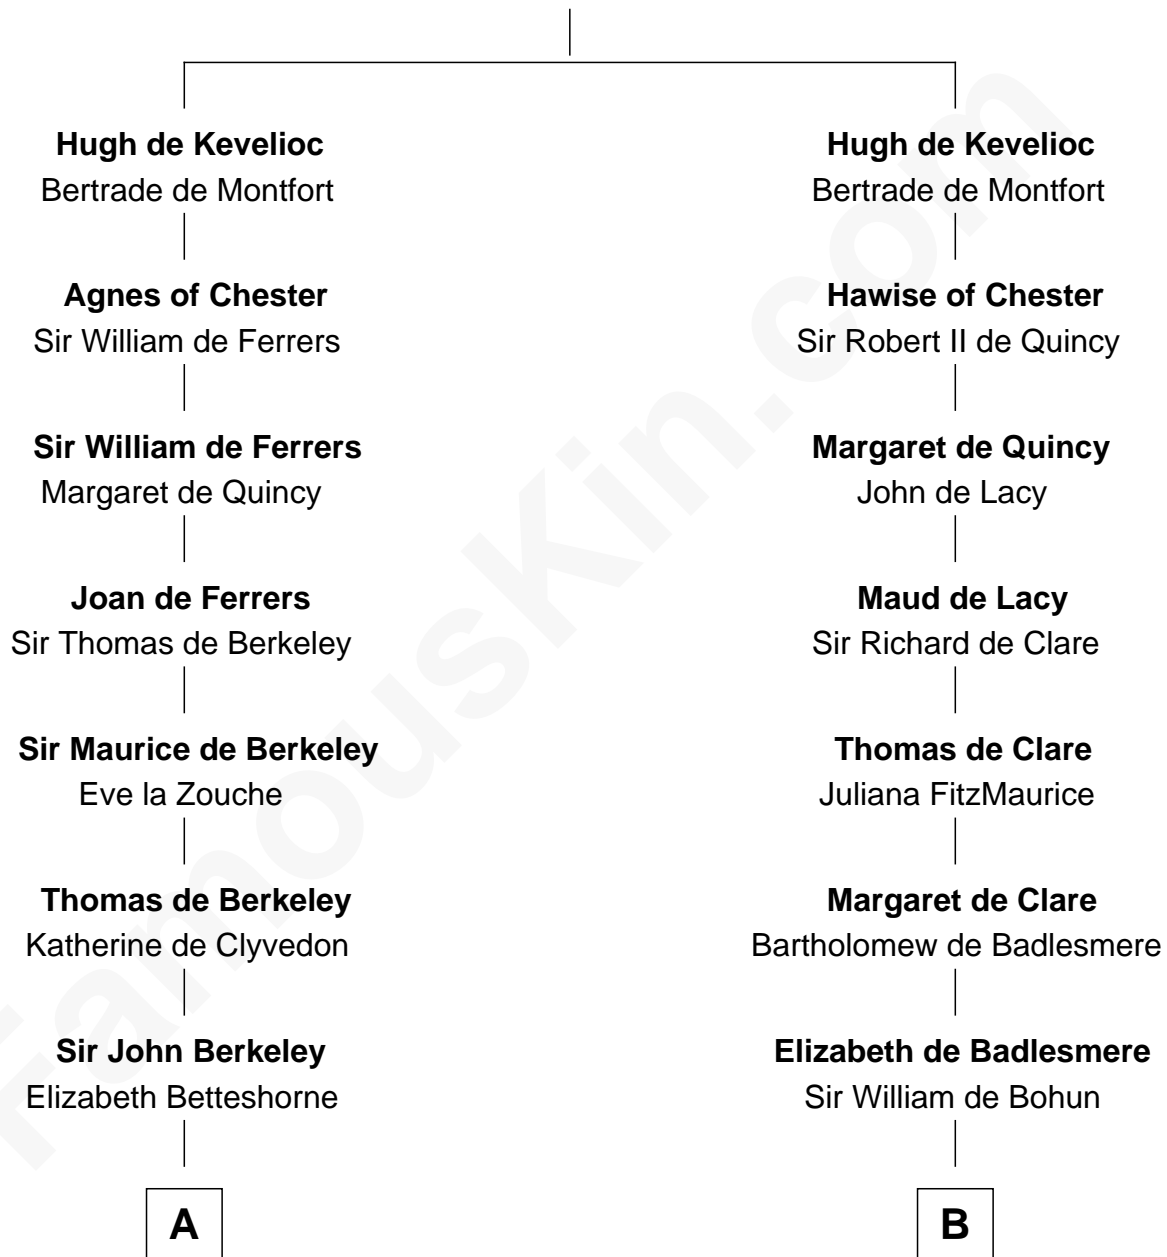 Hugh de Kevelioc
Bertrade de Montfort
Agnes of Chester
Sir William de Ferrers
Sir William de Ferrers
Margaret de Quincy
Joan de Ferrers
Sir Thomas de Berkeley
Sir Maurice de Berkeley
Eve la Zouche
Thomas de Berkeley
Katherine de Clyvedon
Sir John Berkeley
Elizabeth Betteshorne
A
Hugh de Kevelioc
Bertrade de Montfort
Hawise of Chester
Sir Robert II de Quincy
Margaret de Quincy
John de Lacy
Maud de Lacy
Sir Richard de Clare
Thomas de Clare
Juliana FitzMaurice
Margaret de Clare
Bartholomew de Badlesmere
Elizabeth de Badlesmere
Sir William de Bohun
B
FamousKin.com